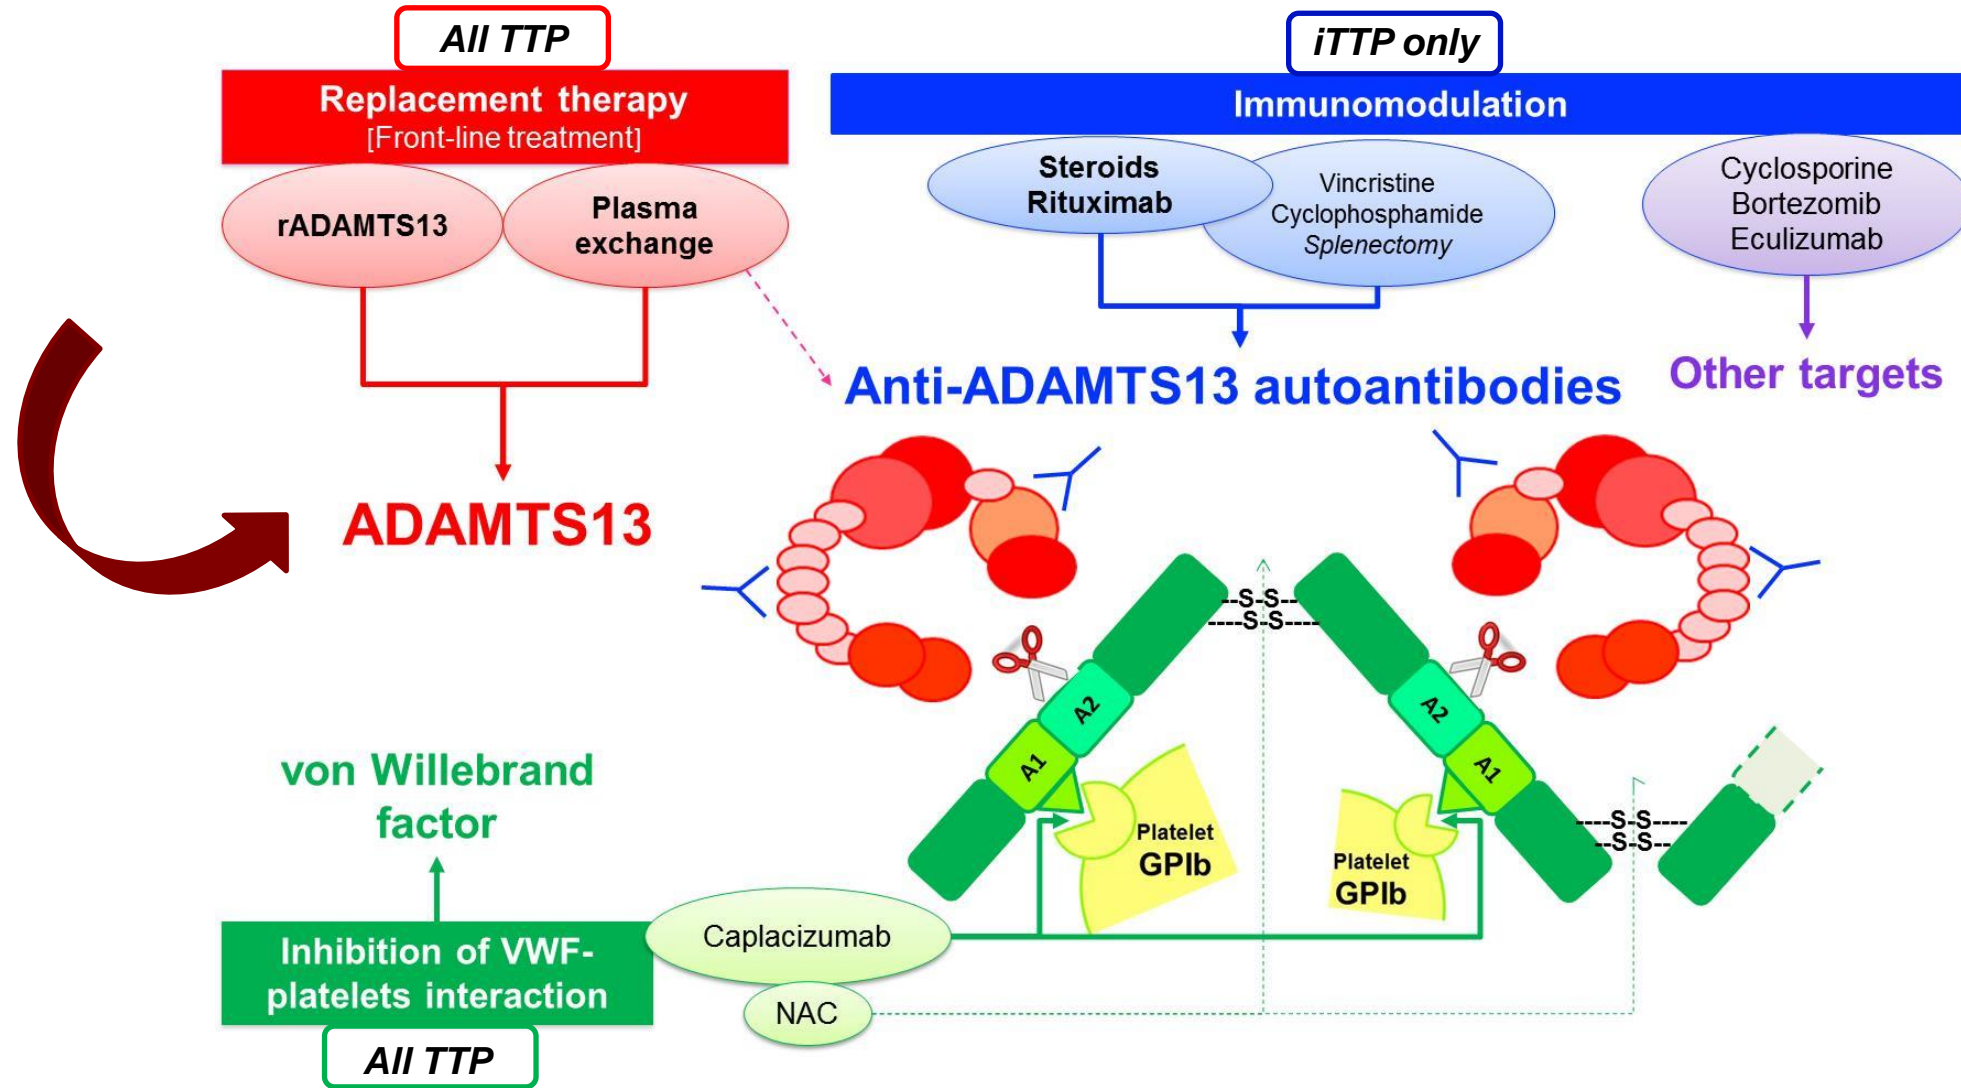 All TTP
Replacement therapy
[Front-line treatment]
rADAMTS13
Plasma
exchange
ADAMTS13
iTTP only
Immunomodulation
Steroids
Rituximab
Vincristine
Cyclophosphamide
Splenectomy
Cyclosporine
Bortezomib
Eculizumab
Anti-ADAMTS13 autoantibodies
Other targets
--S-S--
----S-S----
A2
A1
A2
A1
Platelet
GPIb
Platelet
GPIb
----S-S----
--S-S--
von Willebrand
factor
Inhibition of VWF-
platelets interaction
Caplacizumab
NAC
All TTP